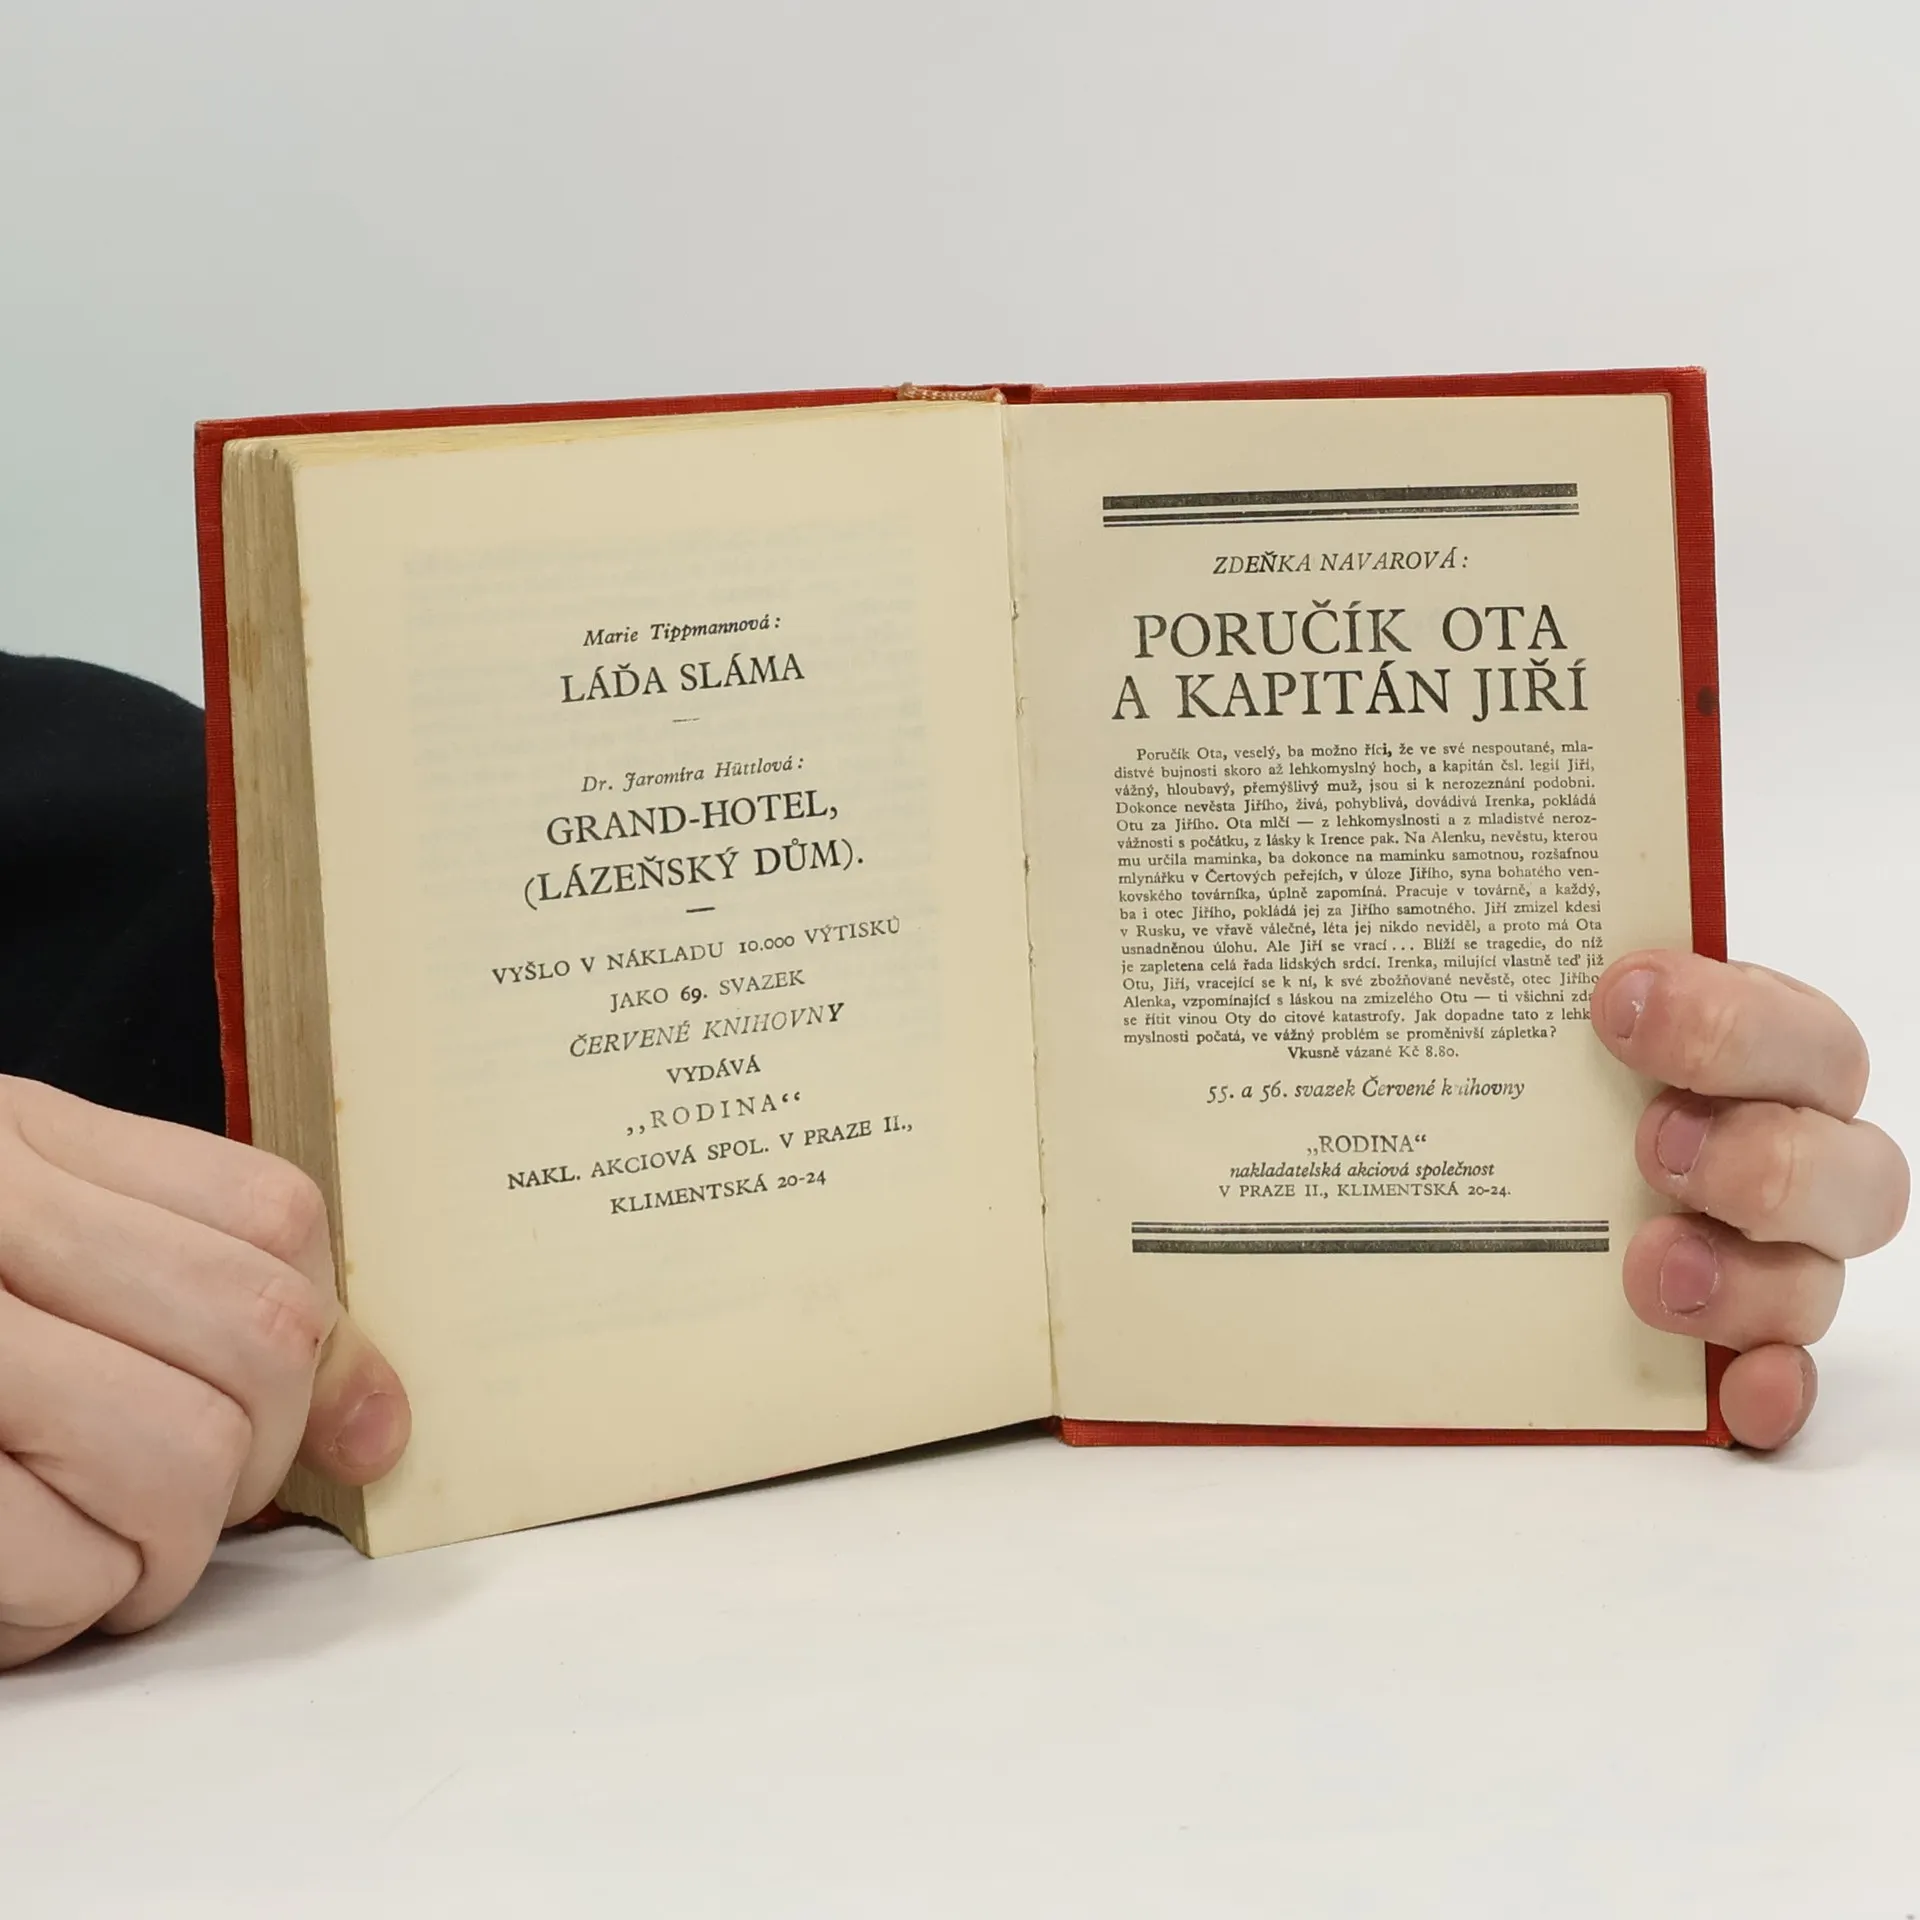 Marie Tippmannová:
LÁĎA SLÁMA
Dr. Jaromíra Hüttlová:
GRAND-HOTEL,
(LÁZEŇSKÝ DŮM).
VYŠLO V NÁKLADU 10.000 VÝTISKŮ
JAKO 69. SVAZEK
ČERVENÉ KNIHOVNY
VYDÁVÁ
„RODINA“
NAKL. AKCIOVÁ SPOL. V PRAZE II.,
KLIMENTSKÁ 20-24
ZDEŇKA NAVAROVÁ:
PORUČÍK OTA
A KAPITÁN JIŘÍ
Poručík Ota, veselý, ba možno říci, že ve své nespoutané, mla-
distvé bujnosti skoro až lehkomyslný hoch, a kapitán čsl. legií Jiří,
vážný, hloubavý, přemýšlivý muž, jsou si k nerozeznání podobni.
Dokonce nevěsta Jiřího, živá, pohyblivá, dovádivá Irenka, pokládá
Otu za Jiřího. Ota mlčí — z lehkomyslnosti a z mladistvé neroz-
vážnosti s počátku, z lásky k Irence pak. Na Alenku, nevěstu, kterou
mu určila maminka, ba dokonce na maminku samotnou, rozšafnou
mlynářku v Čertových peřejích, v úloze Jiřího, syna bohatého ven-
kovského továrníka, úplně zapomíná. Pracuje v továrně, a každý,
ba i otec Jiřího, pokládá jej za Jiřího samotného. Jiří zmizel kdesi
v Rusku, ve vřavě válečné, léta jej nikdo neviděl, a proto má Ota
usnadněnou úlohu. Ale Jiří se vrací... Blíží se tragedie, do níž
je zapletena celá řada lidských srdcí. Irenka, milující vlastně teď již
Otu, Jiří, vracející se k ní, k své zbožňované nevěstě, otec Jiřího
Alenka, vzpomínající s láskou na zmizelého Otu — ti všichni zda
se řítit vinou Oty do citové katastrofy. Jak dopadne tato z lehk
myslnosti počatá, ve vážný problém se proměnivší zápletka?
Vkusně vázané Kč 8.80.
55. a 56. svazek Červené knihovny
„RODINA“
nakladatelská akciová společnost
V PRAZE II., KLIMENTSKÁ 20-24.